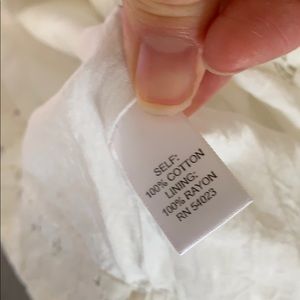 SELF:
100% COTTON
LINING:
100% RAYON
RN 54023